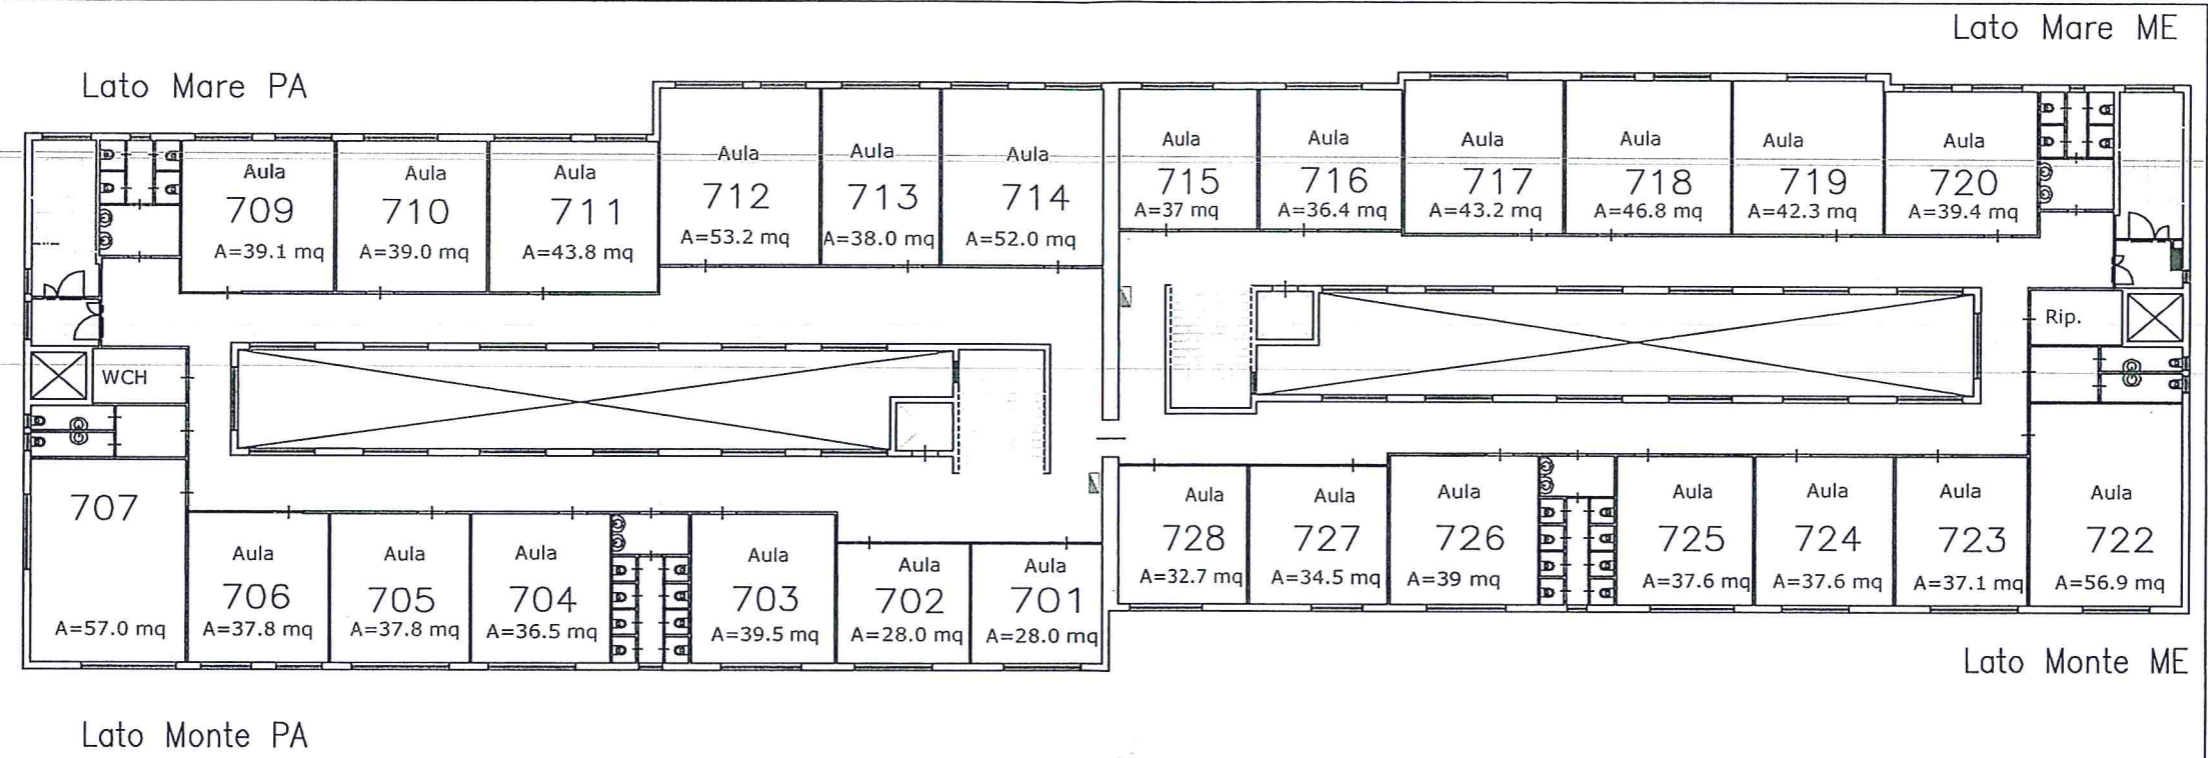 Lato Mare ME
Lato Mare PA
Aula
709
A=39.1 mq
Aula
710
A=39.0 mq
Aula
711
A=43.8 mq
Aula
712
A=53.2 mq
Aula
713
A=38.0 mq
Aula
714
A=52.0 mq
Aula
715
A=37 mq
Aula
716
A=36.4 mq
Aula
717
A=43.2 mq
Aula
718
A=46.8 mq
Aula
719
A=42.3 mq
Aula
720
A=39.4 mq
Rip.
WCH
707
A=57.0 mq
Aula
706
A=37.8 mq
Aula
705
A=37.8 mq
Aula
704
A=36.5 mq
Aula
703
A=39.5 mq
Aula
702
A=28.0 mq
Aula
701
A=28.0 mq
Aula
728
A=32.7 mq
Aula
727
A=34.5 mq
Aula
726
A=39 mq
Aula
725
A=37.6 mq
Aula
724
A=37.6 mq
Aula
723
A=37.1 mq
Aula
722
A=56.9 mq
Lato Monte ME
Lato Monte PA